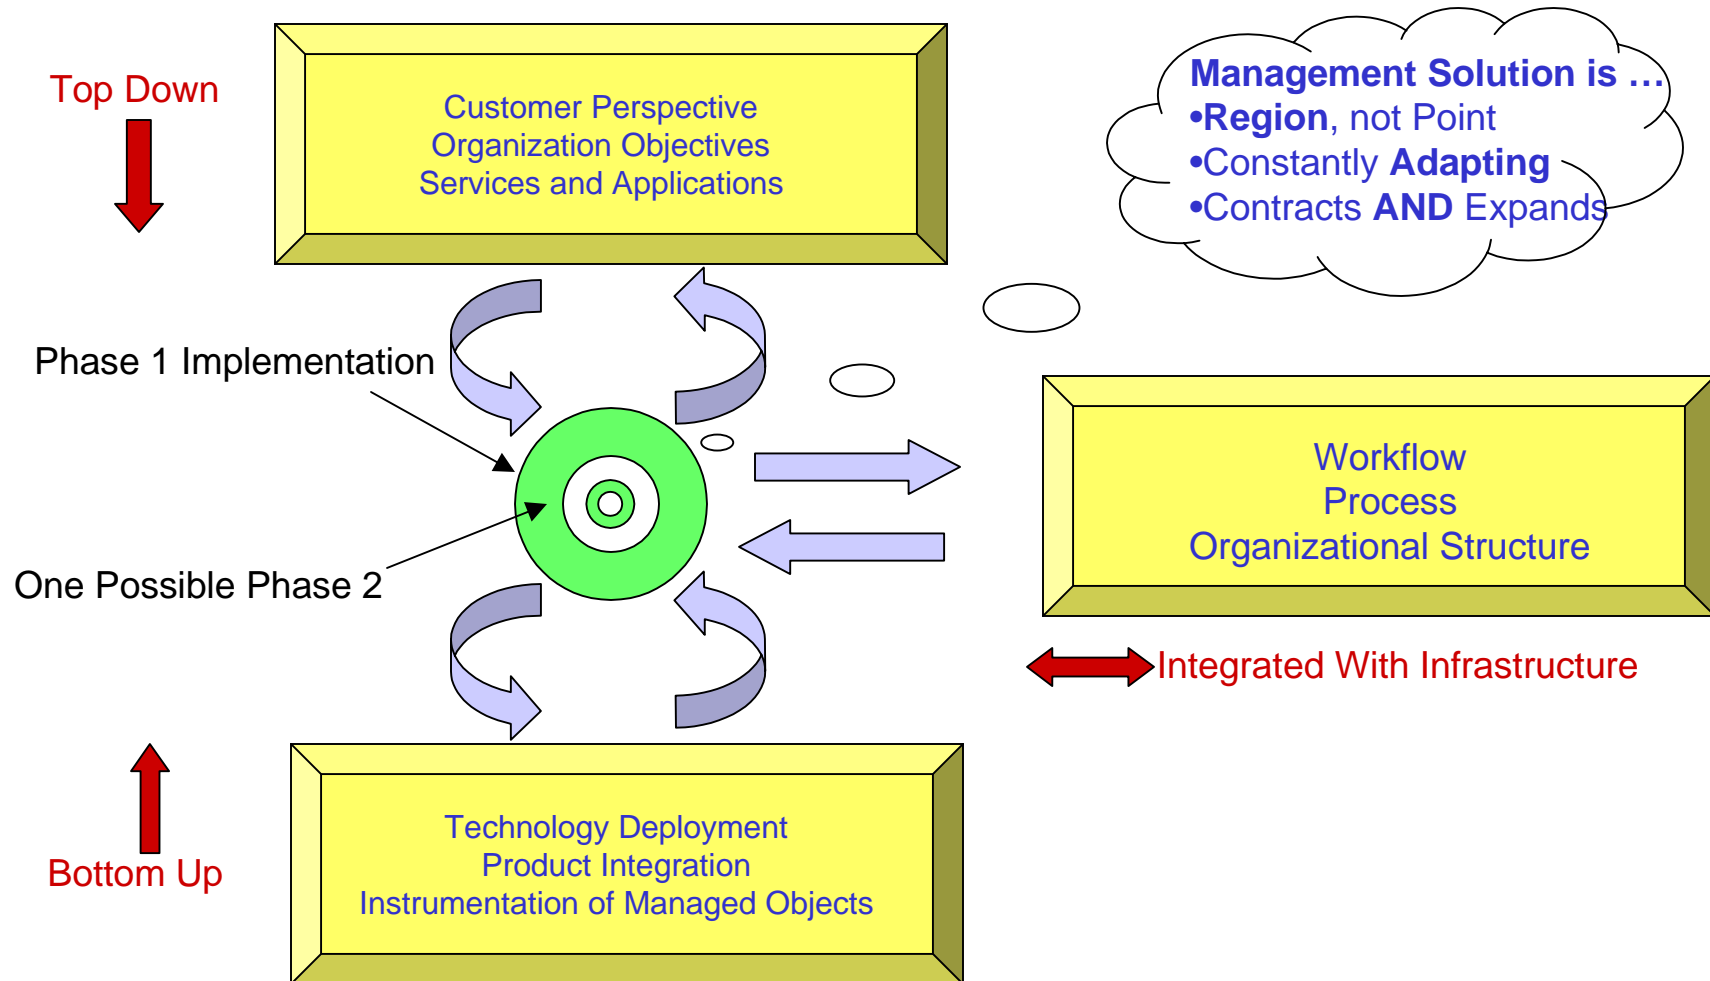 Top Down
Customer Perspective
Organization Objectives
Services and Applications
Management Solution is …
•Region, not Point
•Constantly Adapting
•Contracts AND Expands
Phase 1 Implementation
One Possible Phase 2
Workflow
Process
Organizational Structure
Integrated With Infrastructure
Bottom Up
Technology Deployment
Product Integration
Instrumentation of Managed Objects